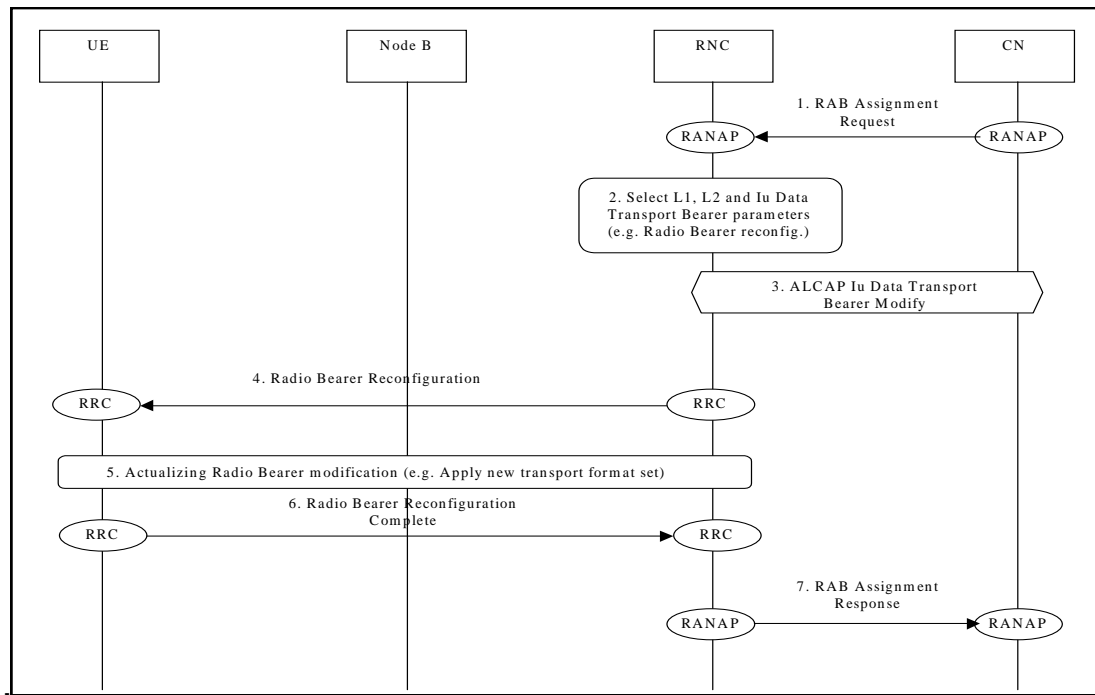 UE
Node B
RNC
CN
1. RAB Assignment
Request
RANAP
RANAP
2. Select L1, L2 and Iu Data
Transport Bearer parameters
(e.g. Radio Bearer reconfig.)
3. ALCAP Iu Data Transport
Bearer Modify
4. Radio Bearer Reconfiguration
RRC
RRC
5. Actualizing Radio Bearer modification (e.g. Apply new transport format set)
6. Radio Bearer Reconfiguration
Complete
RRC
RRC
7. RAB Assignment
Response
RANAP
RANAP